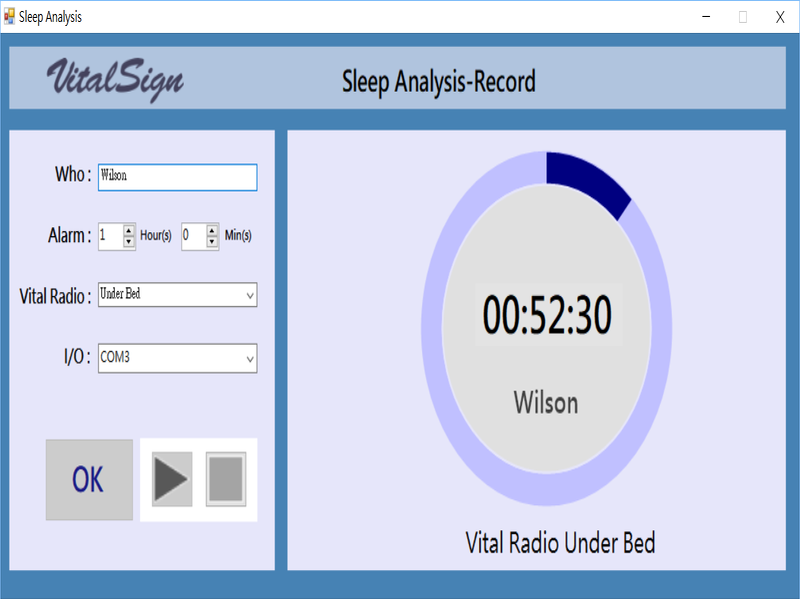 Sleep Analysis
VitalSign
Sleep Analysis-Record
Who :
Wilson
Alarm :
1
Hour(s)
0
Min(s)
Vital Radio :
Under Bed
I/O :
COM3
OK
00:52:30
Wilson
Vital Radio Under Bed